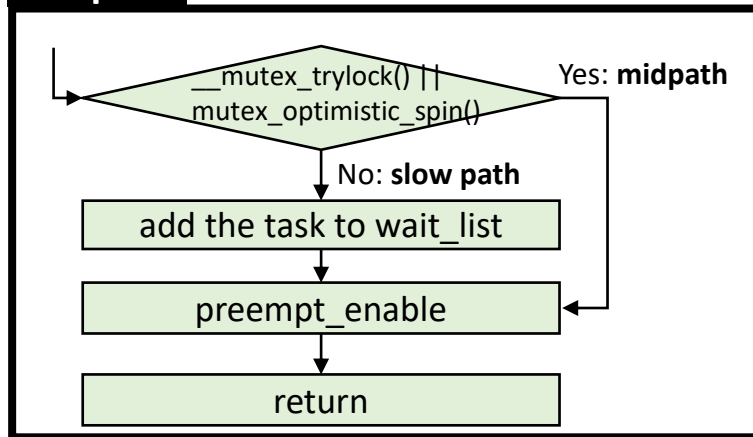 __mutex_trylock() ||
mutex_optimistic_spin()
Yes: midpath
No: slow path
add the task to wait_list
preempt_enable
return